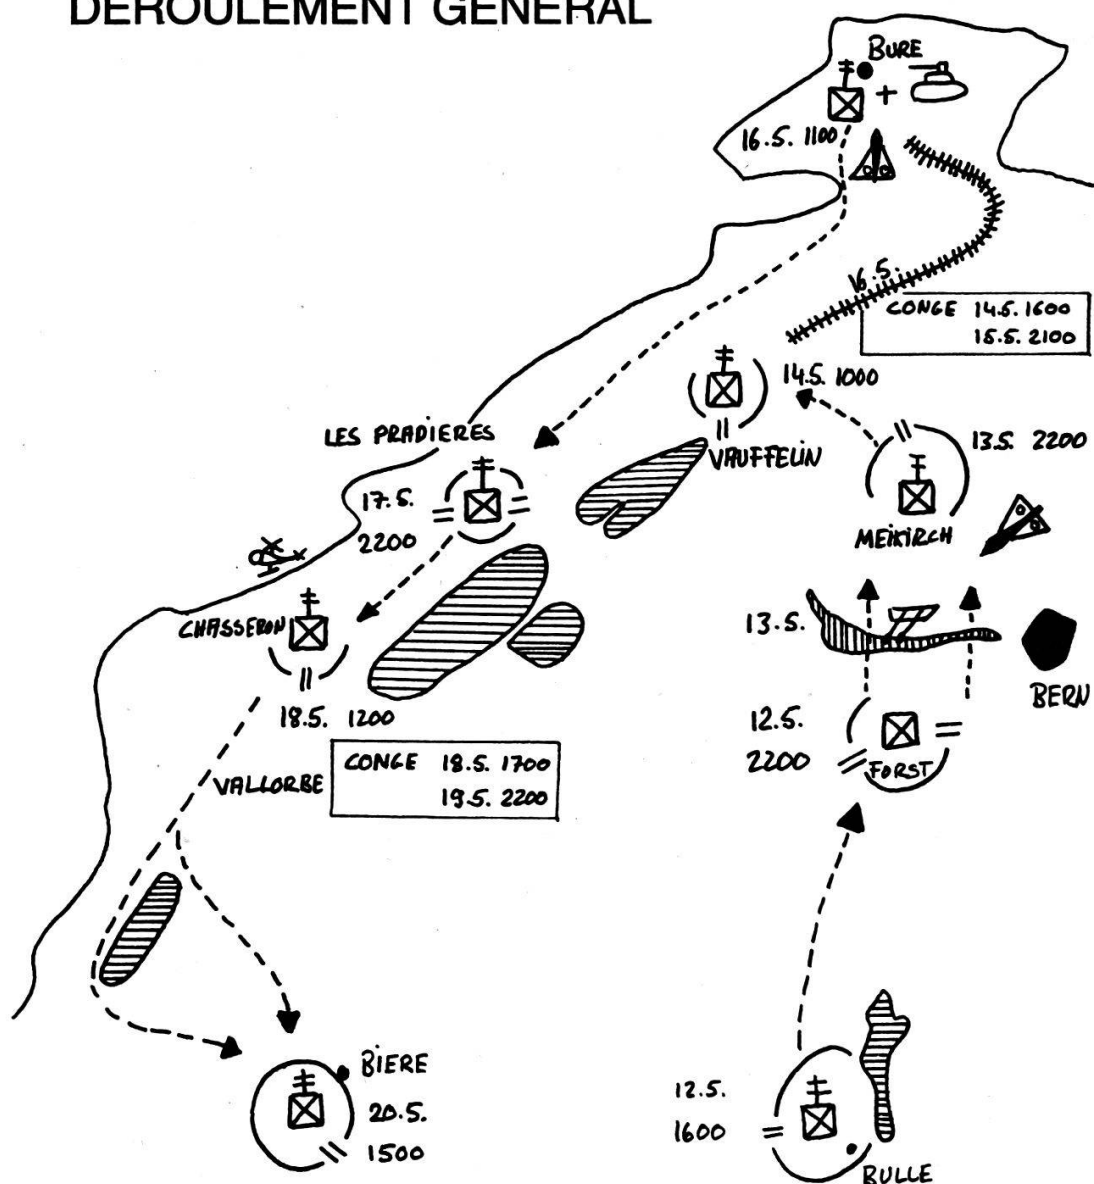 DEROULEMENT GENERAL
BURE
16.5. 1100
16.5.
CONGE 14.5. 1600
15.5. 2100
14.5. 1000
VAUFFELIN
13.5. 2200
MEIKIRCH
LES PRADIERES
17.5.
2200
CHASSERON
18.5. 1200
13.5.
BERN
12.5.
2200
FORST
VALLORBE
CONGE 18.5. 1700
19.5. 2200
BIERE
20.5.
1500
12.5.
1600
BULLE